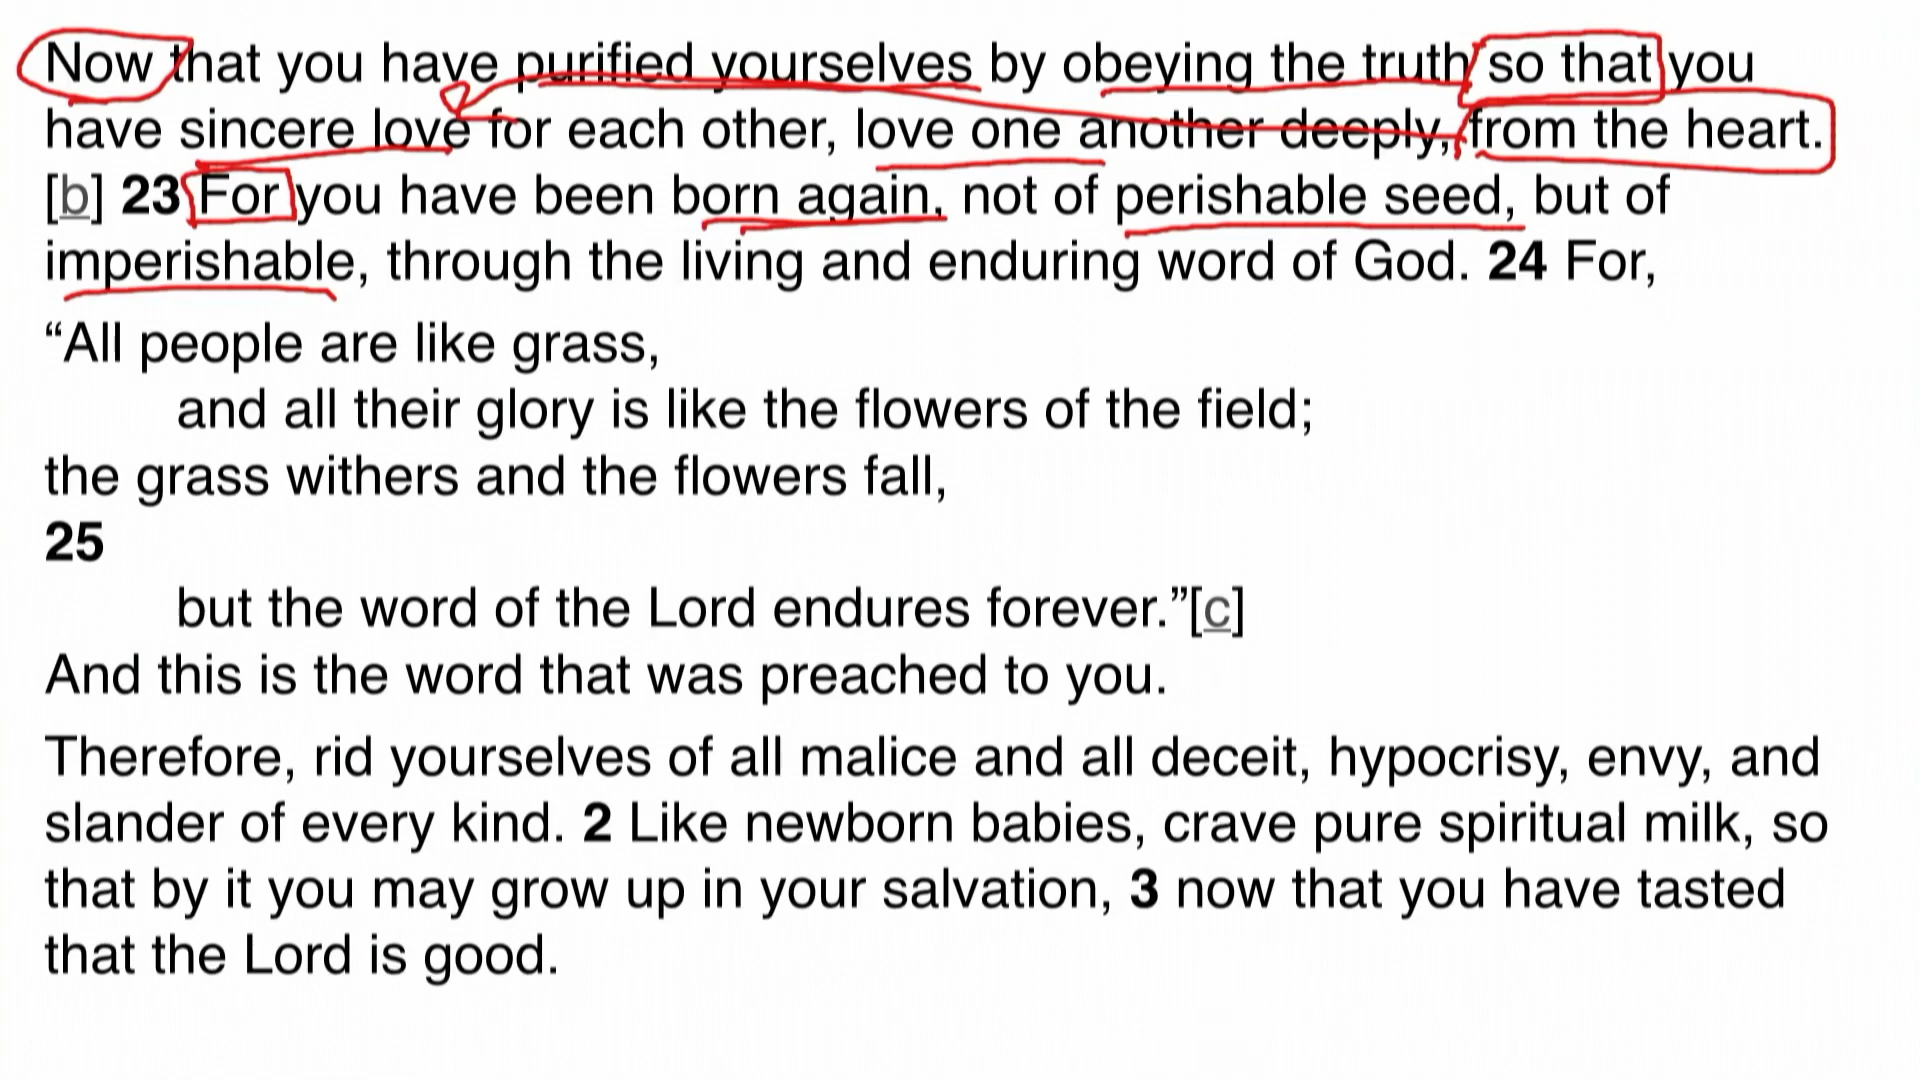 Now that you have purified yourselves by obeying the truth so that you
have sincere love for each other, love one another deeply, from the heart.
[b] 23 For you have been born again, not of perishable seed, but of
imperishable, through the living and enduring word of God. 24 For,
“All people are like grass,
and all their glory is like the flowers of the field;
the grass withers and the flowers fall,
25
but the word of the Lord endures forever.”[c]
And this is the word that was preached to you.
Therefore, rid yourselves of all malice and all deceit, hypocrisy, envy, and
slander of every kind. 2 Like newborn babies, crave pure spiritual milk, so
that by it you may grow up in your salvation, 3 now that you have tasted
that the Lord is good.